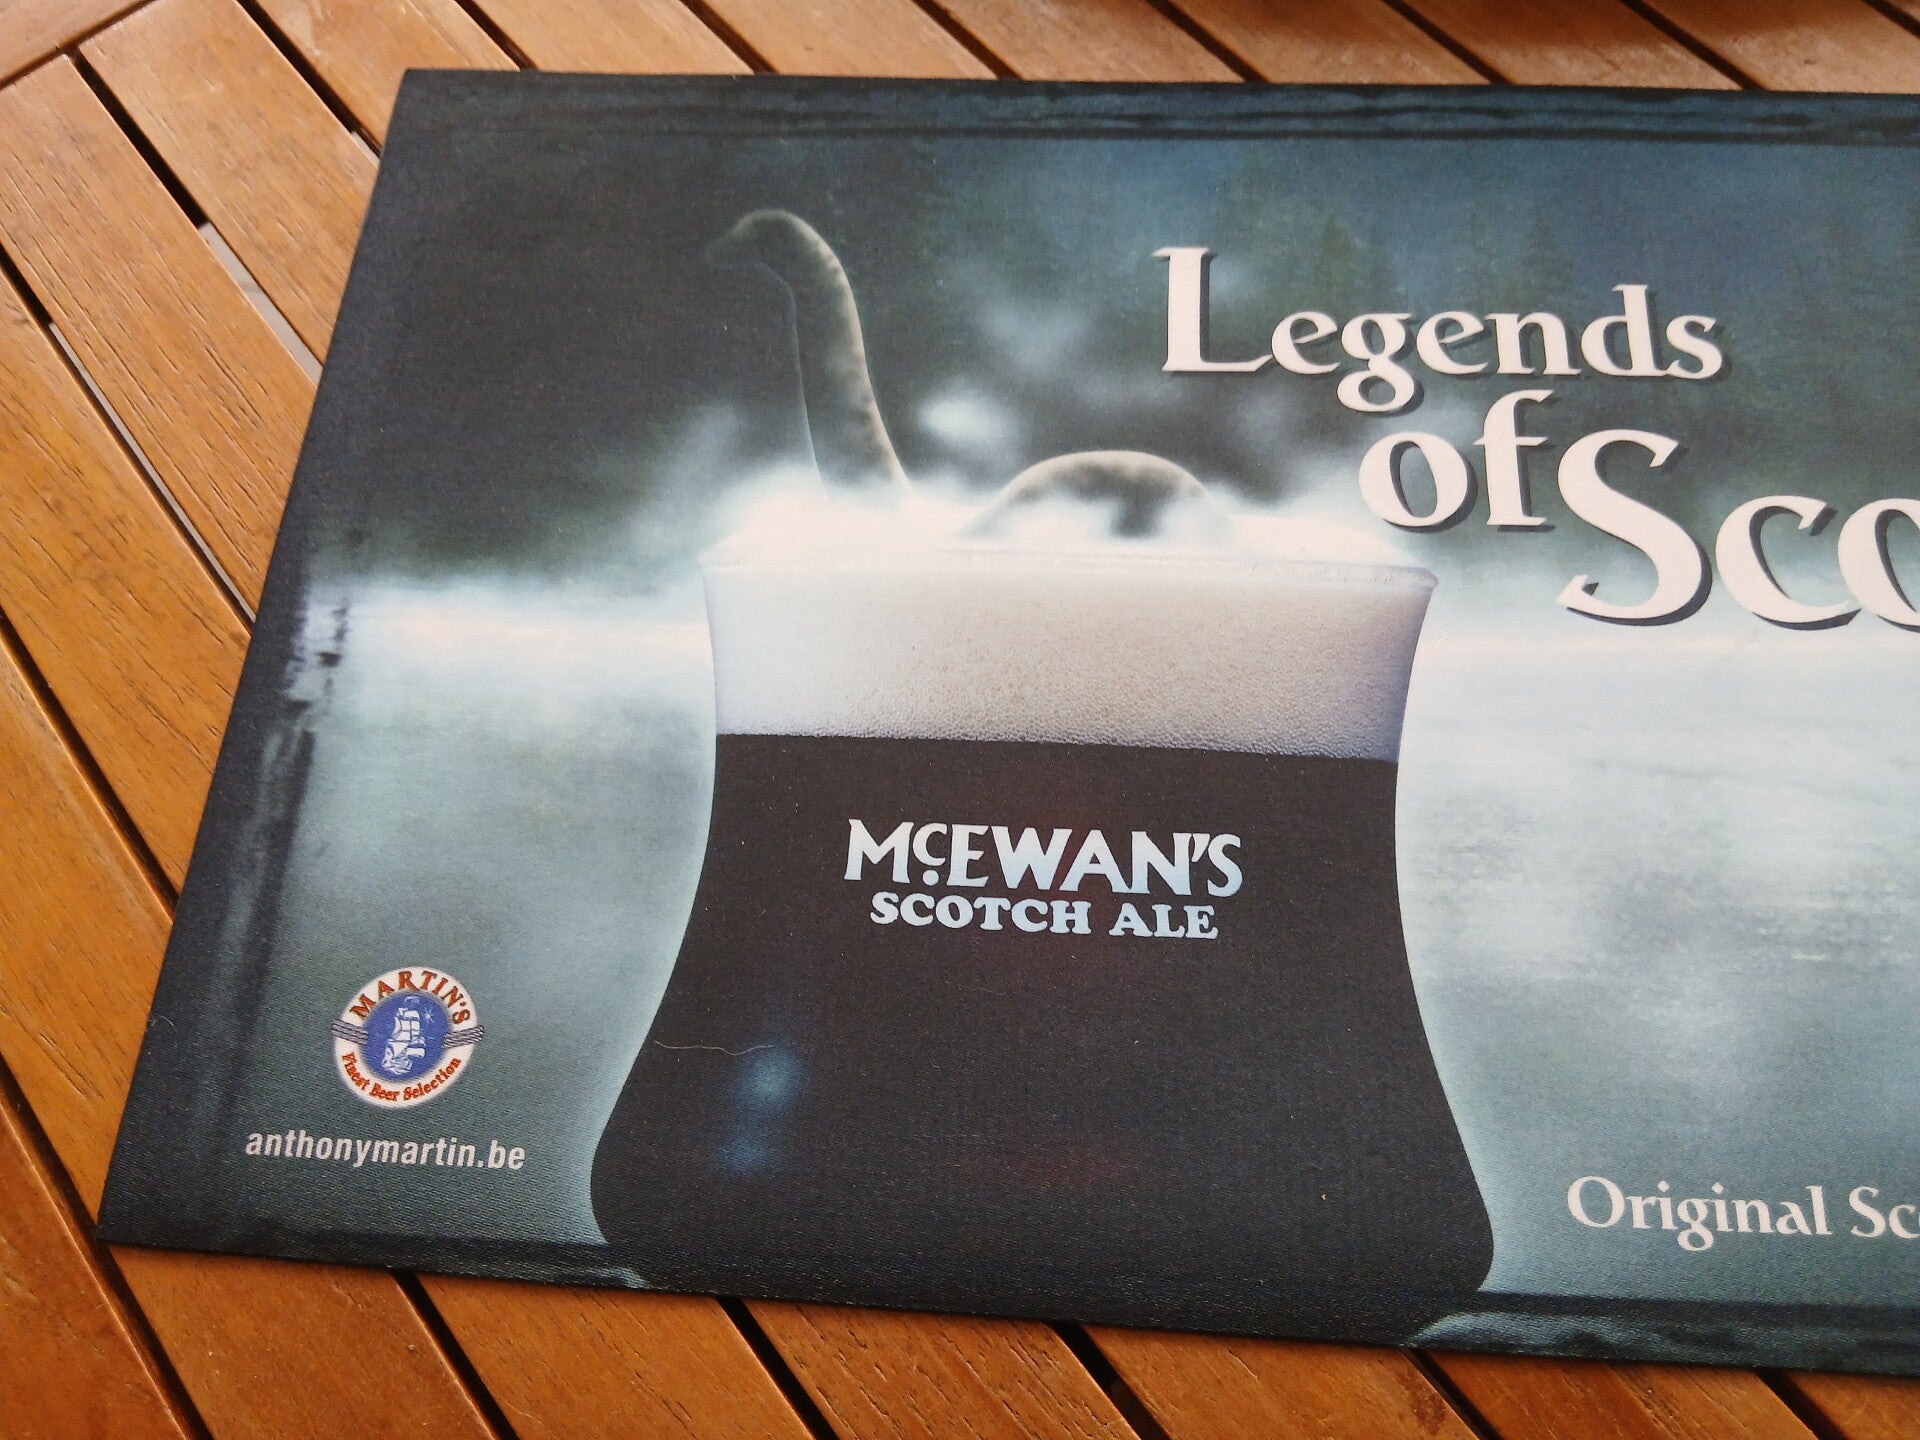 Legends
of Sco
McEWAN'S
SCOTCH ALE
MARTIN'S
Finest Beer Selection
anthonymartin.be
Original Sc